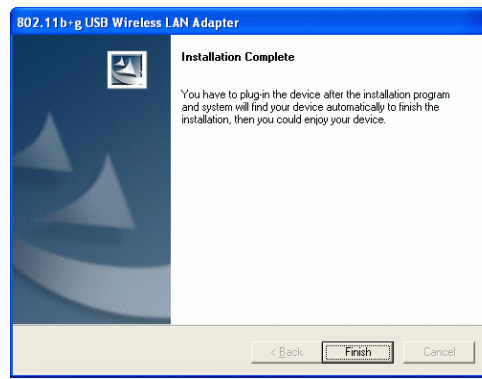 802.11b+g USB Wireless LAN Adapter
Installation Complete
You have to plug-in the device after the installation program
and system will find your device automatically to finish the
installation, then you could enjoy your device.
< Back
Finish
Cancel